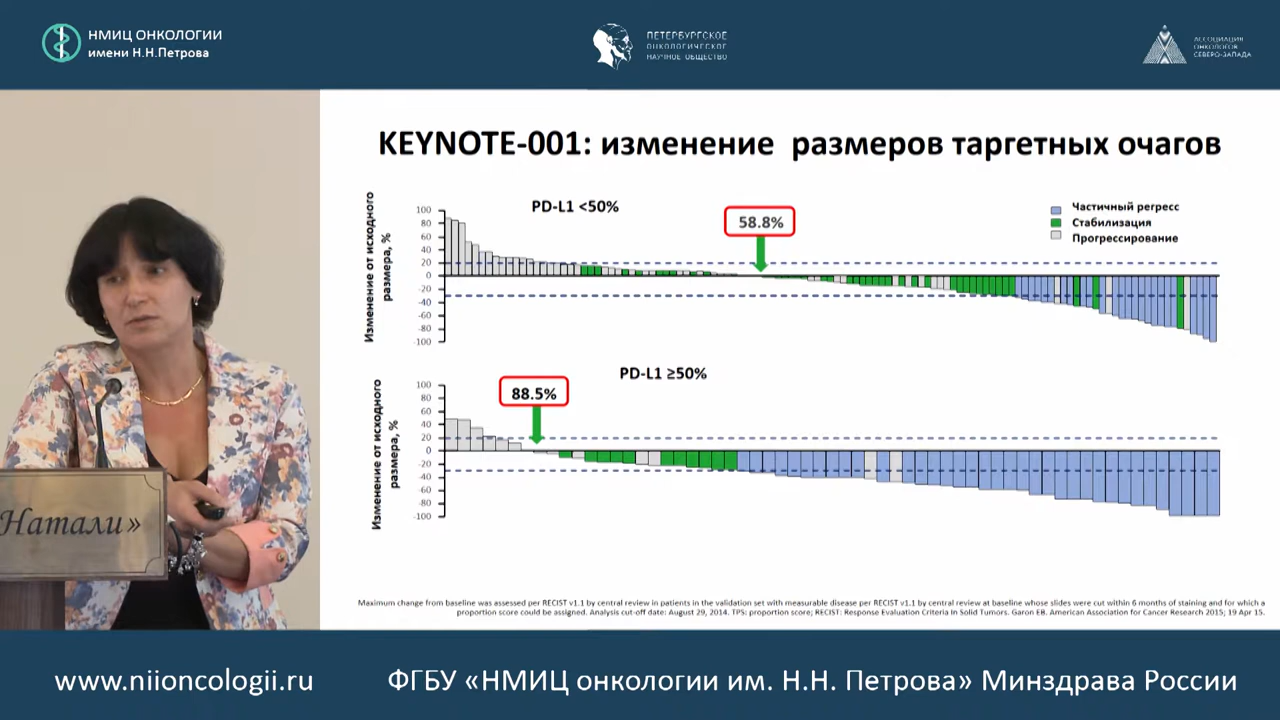 НМИЦ ОНКОЛОГИИ
имени Н.Н.Петрова
ПЕТЕРБУРГСКОЕ
ОНКОЛОГИЧЕСКОЕ
НАУЧНОЕ ОБЩЕСТВО
АССОЦИАЦИЯ
ОНКОЛОГОВ
СЕВЕРО-ЗАПАДА
KEYNOTE-001: изменение размеров таргетных очагов
Изменение от исходного
размера, %
PD-L1 <50%
58.8%
100
80
60
40
20
0
-20
-40
-60
-80
-100
Частичный регресс
Стабилизация
Прогрессирование
Изменение от исходного
размера, %
PD-L1 ≥50%
88.5%
100
80
60
40
20
0
-20
-40
-60
-80
-100
Maximum change from baseline was assessed per RECIST v1.1 by central review in patients in the validation set with measurable disease per RECIST v1.1 by central review at baseline whose slides were cut within 6 months of staining and for which a
proportion score could be assigned. Analysis cut-off date: August 29, 2014. TPS: proportion score; RECIST: Response Evaluation Criteria In Solid Tumors. Garon EB. American Association for Cancer Research 2015; 19 Apr 15.
Натали»
www.niioncologii.ru
ФГБУ «НМИЦ онкологии им. Н.Н. Петрова» Минздрава России